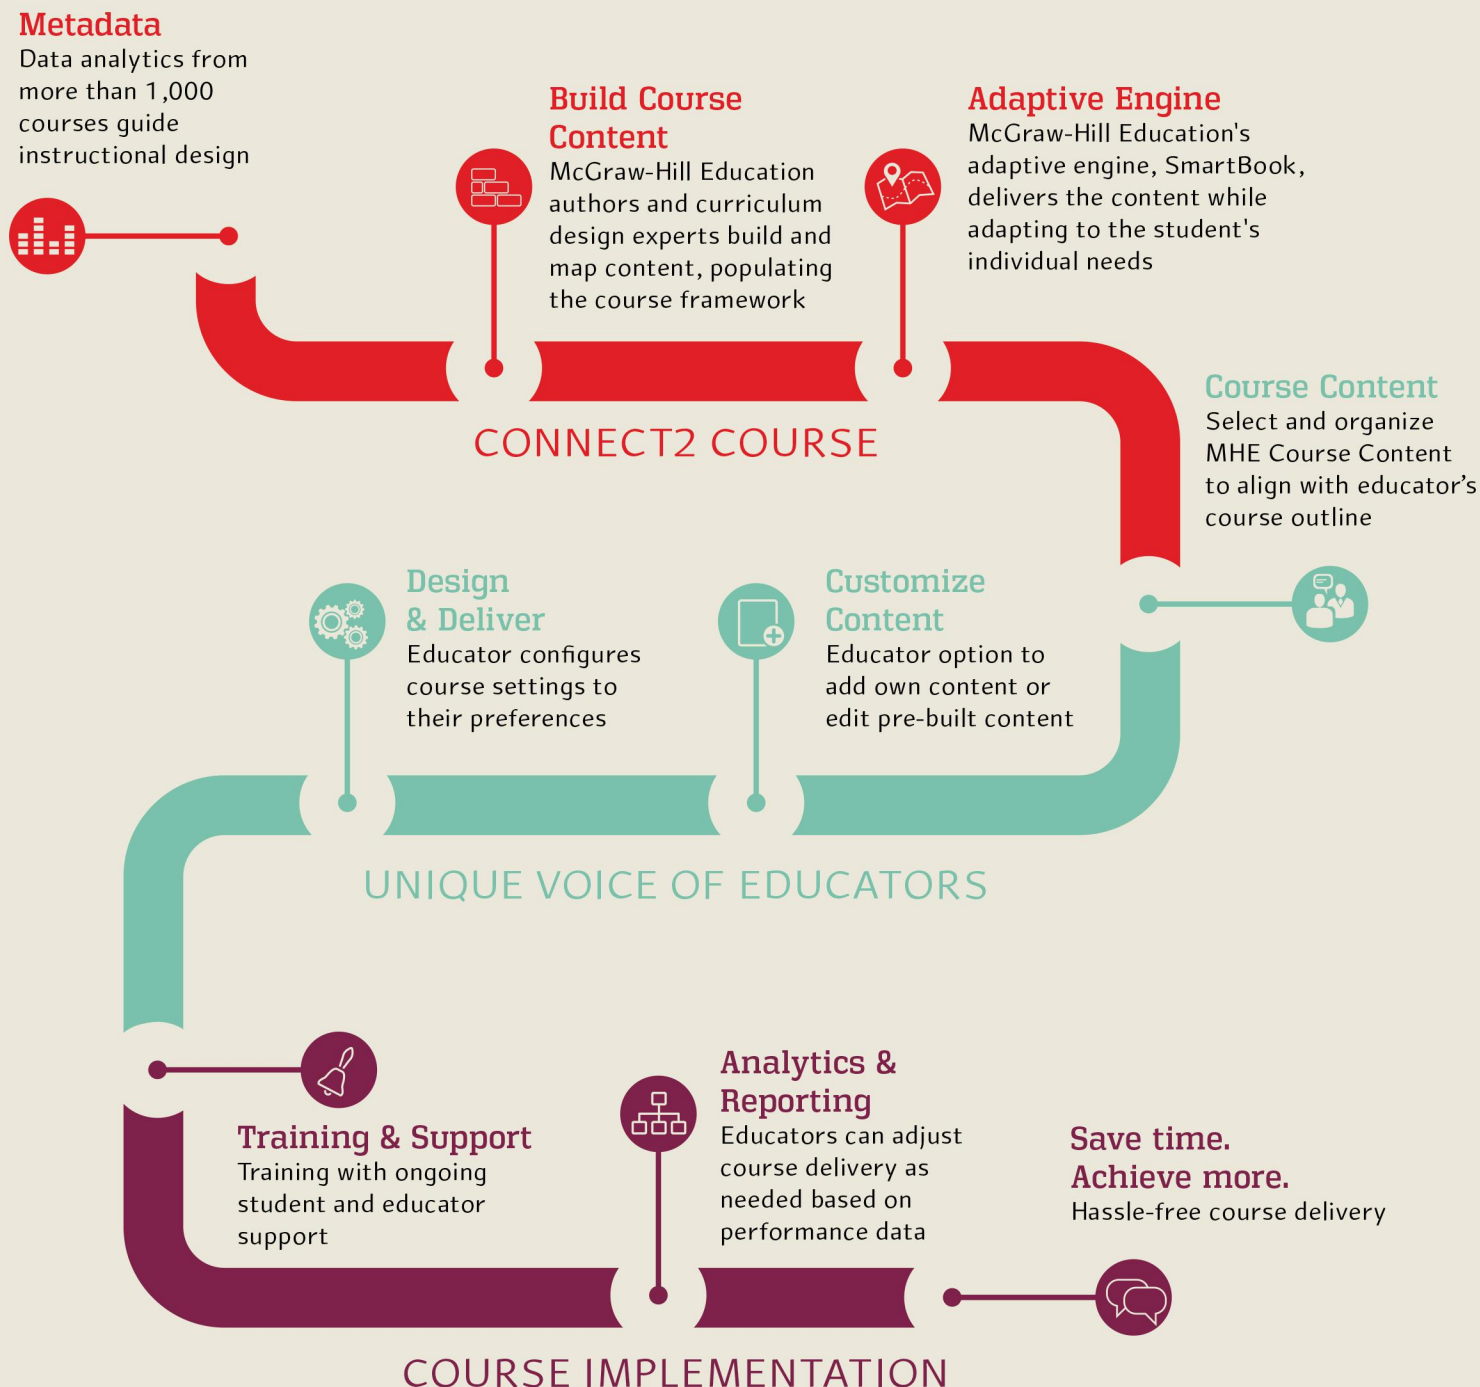 Metadata
Data analytics from
more than 1,000
courses guide
instructional design
Build Course
Content
McGraw-Hill Education
authors and curriculum
design experts build and
map content, populating
the course framework
Adaptive Engine
McGraw-Hill Education's
adaptive engine, SmartBook,
delivers the content while
adapting to the student's
individual needs
CONNECT2 COURSE
Course Content
Select and organize
MHE Course Content
to align with educator’s
course outline
Customize
Content
Educator option to
add own content or
edit pre-built content
Design
& Deliver
Educator configures
course settings to
their preferences
UNIQUE VOICE OF EDUCATORS
Training & Support
Training with ongoing
student and educator
support
Analytics &
Reporting
Educators can adjust
course delivery as
needed based on
performance data
Save time.
Achieve more.
Hassle-free course delivery
COURSE IMPLEMENTATION